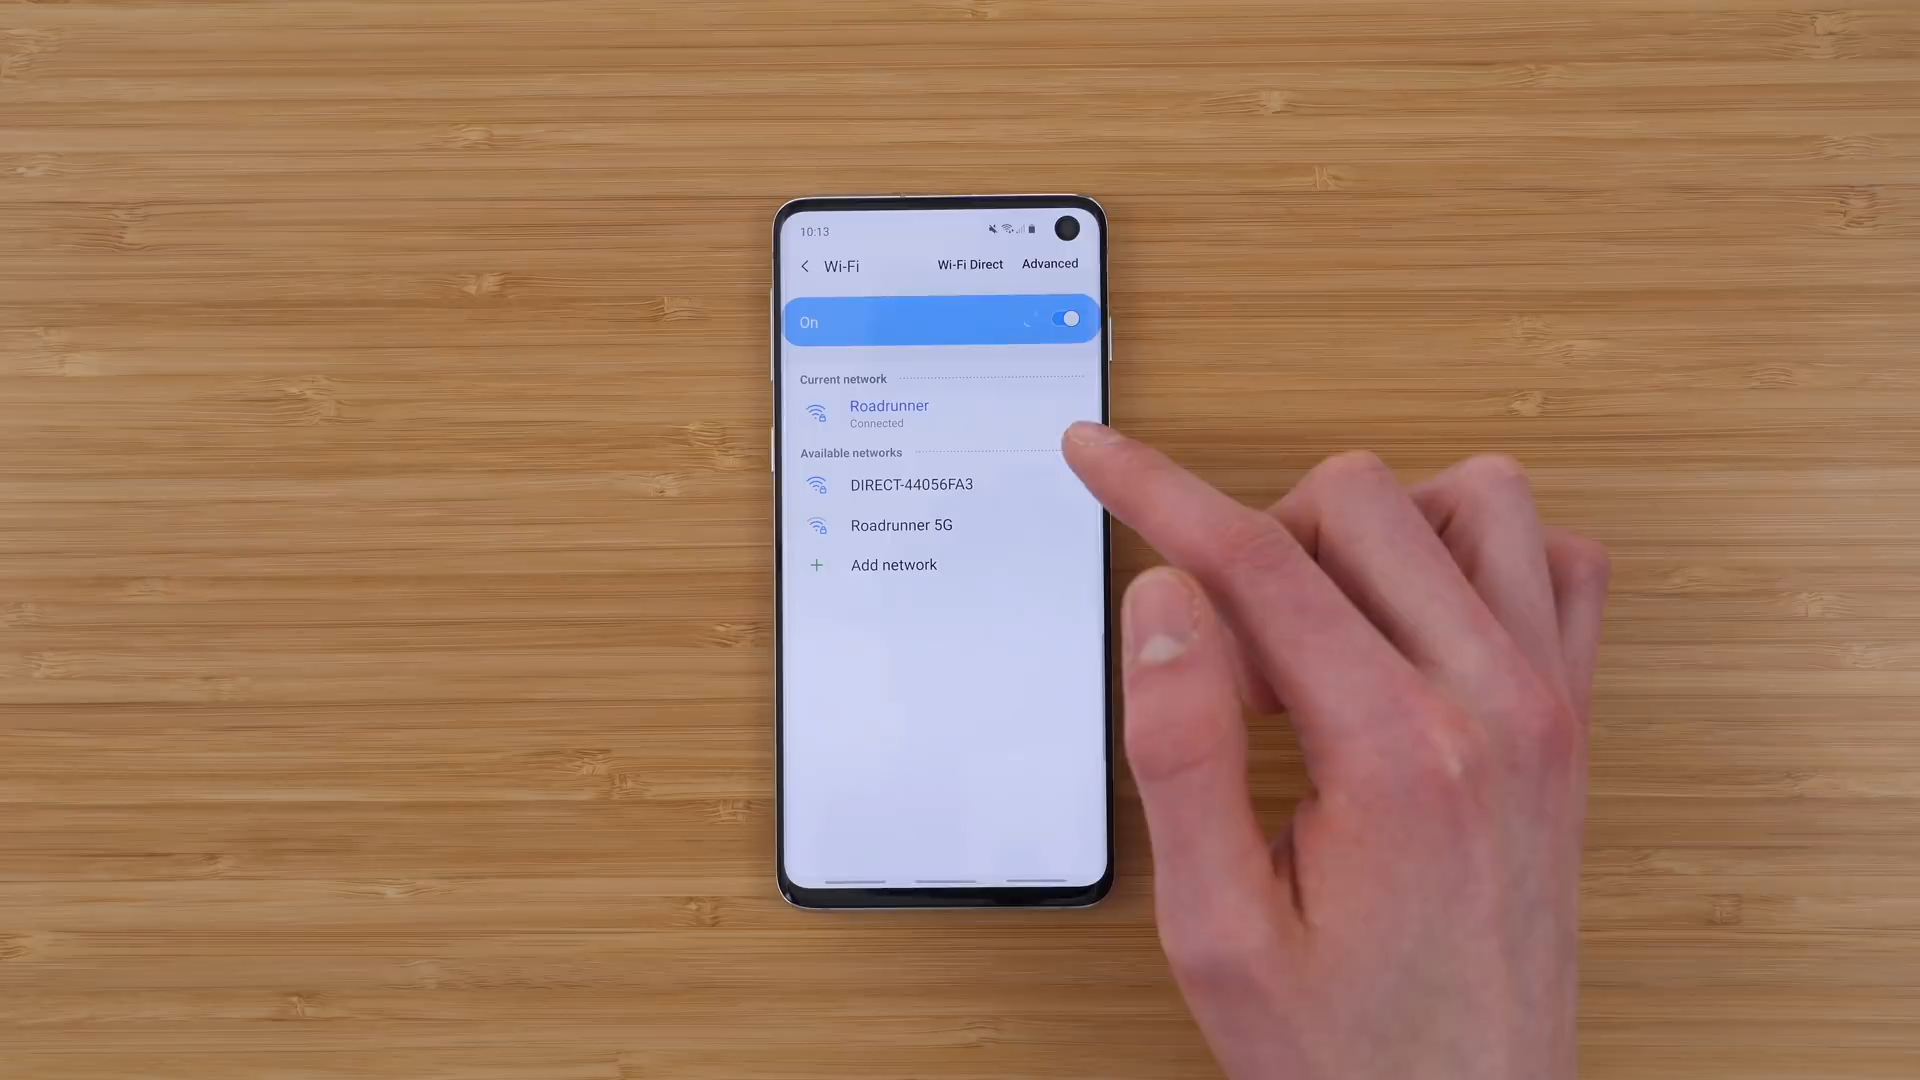 10:13
Wi-Fi
Wi-Fi Direct
Advanced
On
Current network
Roadrunner
Connected
Available networks
DIRECT-44056FA3
Roadrunner 5G
Add network